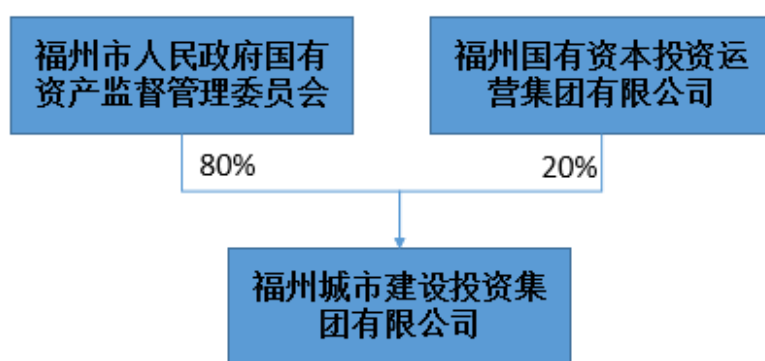 福州市人民政府国有
资产监督管理委员会
福州国有资本投资运
营集团有限公司
80%
20%
福州城市建设投资集
团有限公司